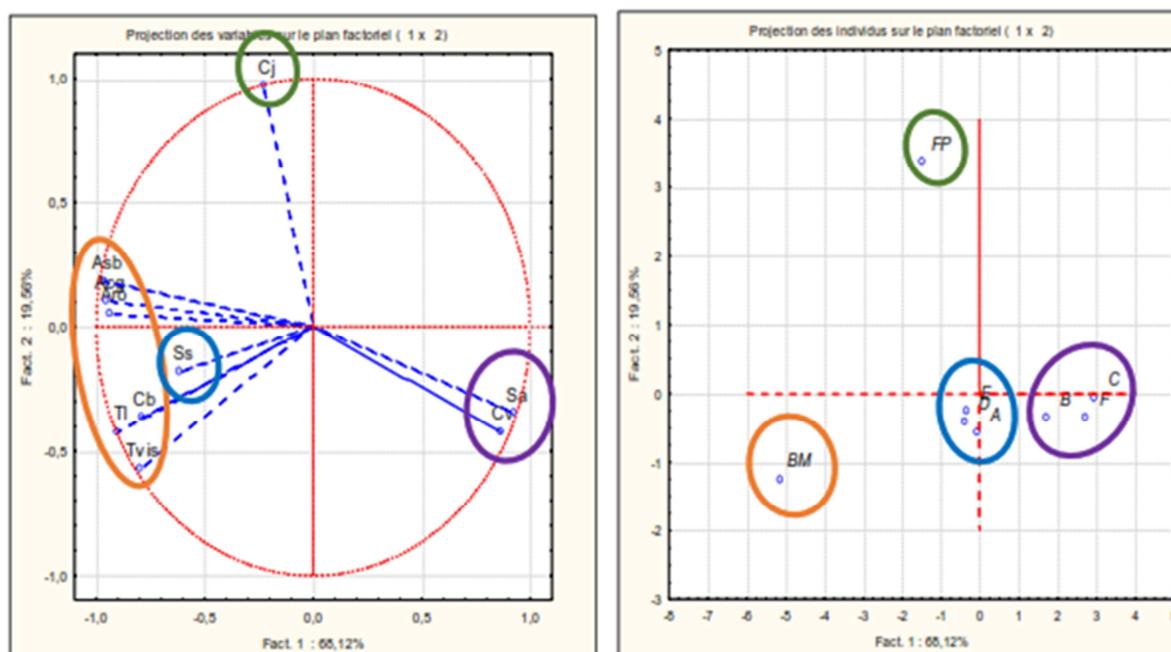 Projection des variables sur le plan factoriel ( 1 x 2)
Cj
1,0
0,5
0,0
-0,5
-1,0
Fact. 2 : 19,56%
Asb
Aro
Ss
Cb
Tl
Tvis
Sa
Cv
-1,0 -0,5 0,0 0,5 1,0
Fact. 1 : 68,12%
Projection des individus sur le plan factoriel ( 1 x 2)
5
4
3
2
1
0
-1
-2
-3
Fact. 2 : 19,56%
FP
E
D
A
B
F
C
BM
-8 -7 -6 -5 -4 -3 -2 -1 0 1 2 3 4
Fact. 1 : 68,12%